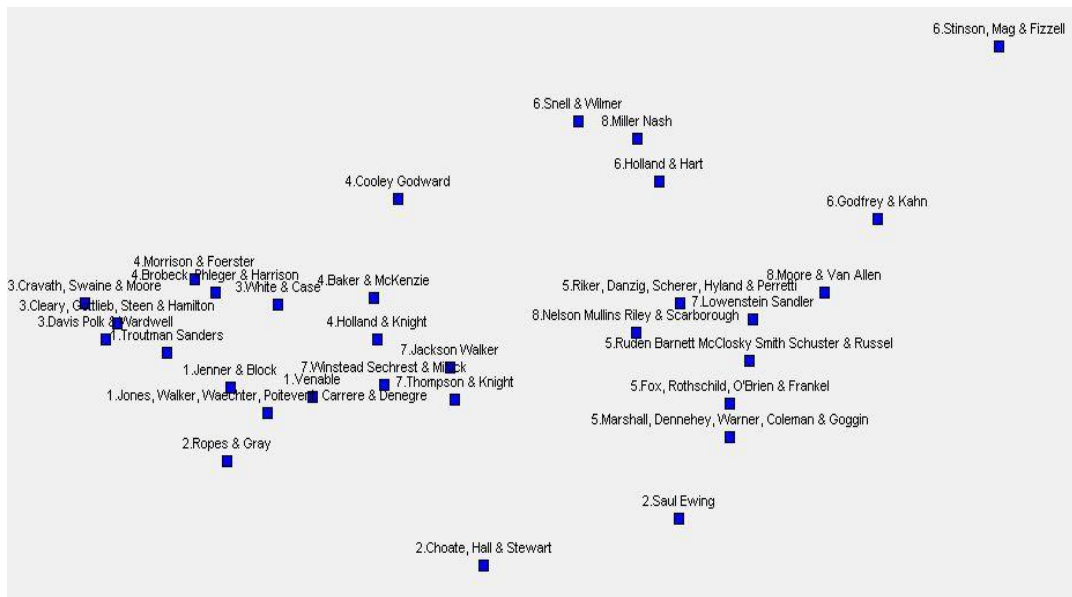 6.Stinson, Mag & Fizzell
6.Snell & Wilmer
8.Miller Nash
6.Holland & Hart
4.Cooley Godward
6.Godfrey & Kahn
4.Morrison & Foerster
4.Brobeck, Phleger & Harrison
3.Cravath, Swaine & Moore
3.White & Case
4.Baker & McKenzie
8.Moore & Van Allen
5.Riker, Danzig, Scherer, Hyland & Perretti
3.Cleary, Gottlieb, Steen & Hamilton
7.Lowenstein Sandler
3.Davis Polk & Wardwell
4.Holland & Knight
8.Nelson Mullins Riley & Scarborough
1.Troutman Sanders
5.Ruden Barnett McClosky Smith Schuster & Russel
7.Jackson Walker
1.Jenner & Block
7.Winstead Sechrest & Minick
1.Venable
7.Thompson & Knight
5.Fox, Rothschild, O'Brien & Frankel
1.Jones, Walker, Waechter, Poitevent, Carrere & Denegre
5.Marshall, Dennehey, Warner, Coleman & Goggin
2.Ropes & Gray
2.Saul Ewing
2.Choate, Hall & Stewart